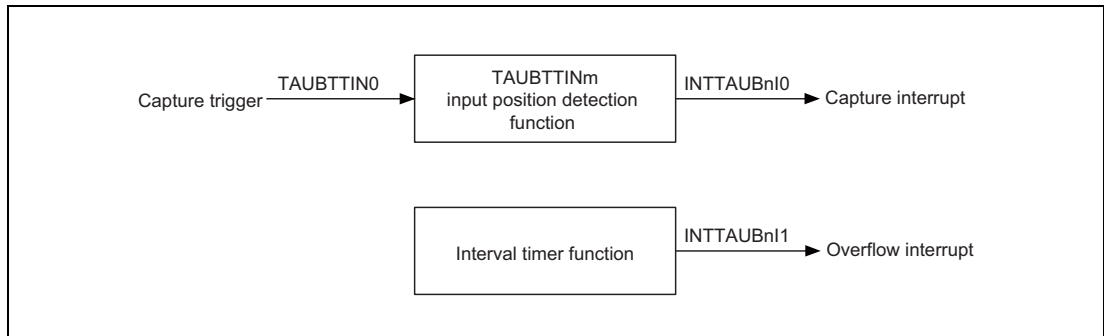 Capture trigger
TAUBTTIN0
TAUBTTINm
input position detection
function
INTTAUBnI0
Capture interrupt
Interval timer function
INTTAUBnI1
Overflow interrupt